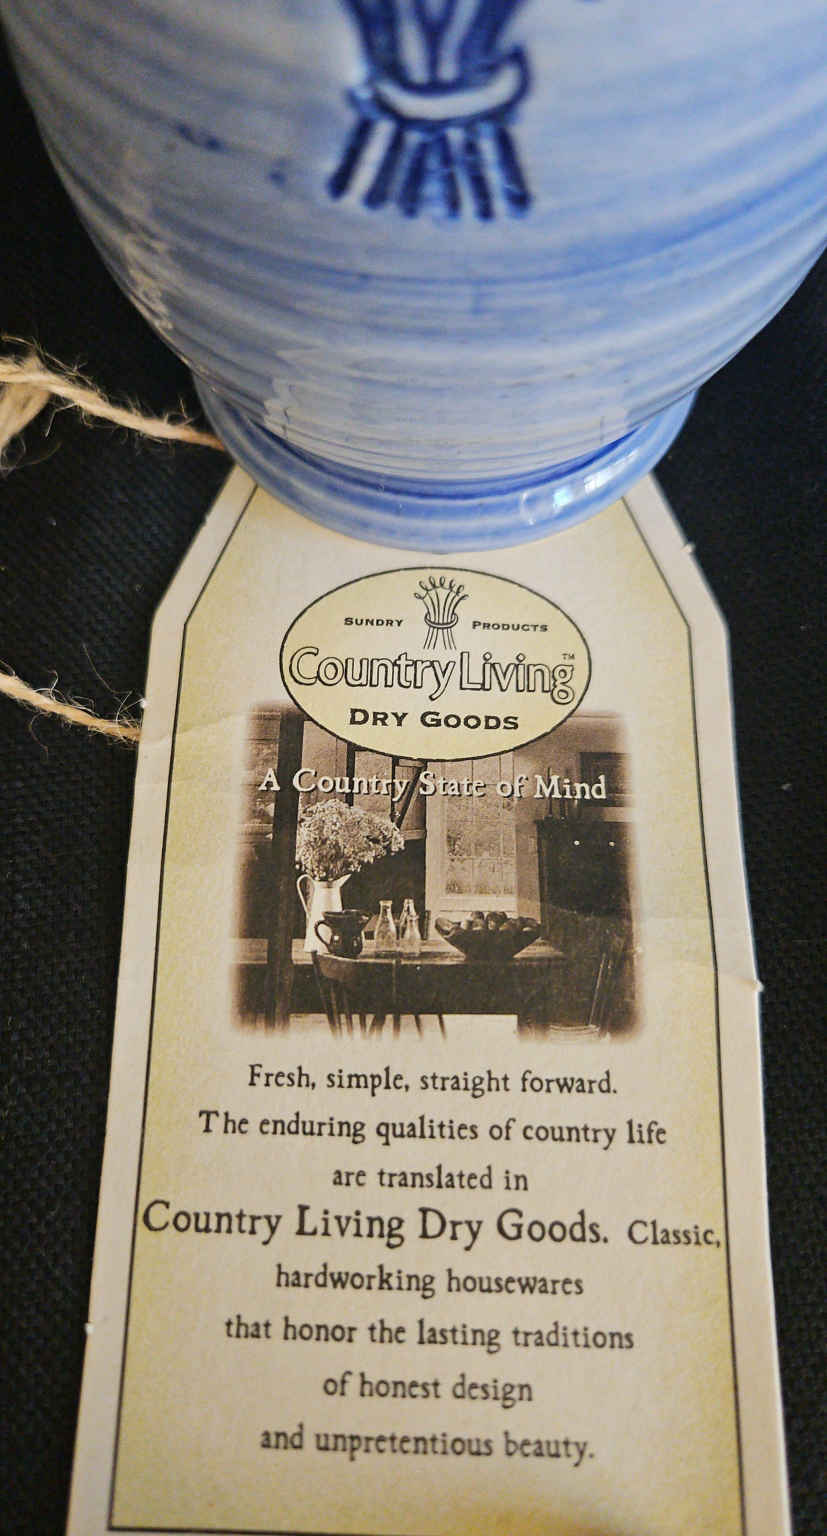 SUNDRY PRODUCTS
Country Living™
DRY GOODS
A Country State of Mind
Fresh, simple, straight forward.
The enduring qualities of country life
are translated in
Country Living Dry Goods. Classic,
hardworking housewares
that honor the lasting traditions
of honest design
and unpretentious beauty.